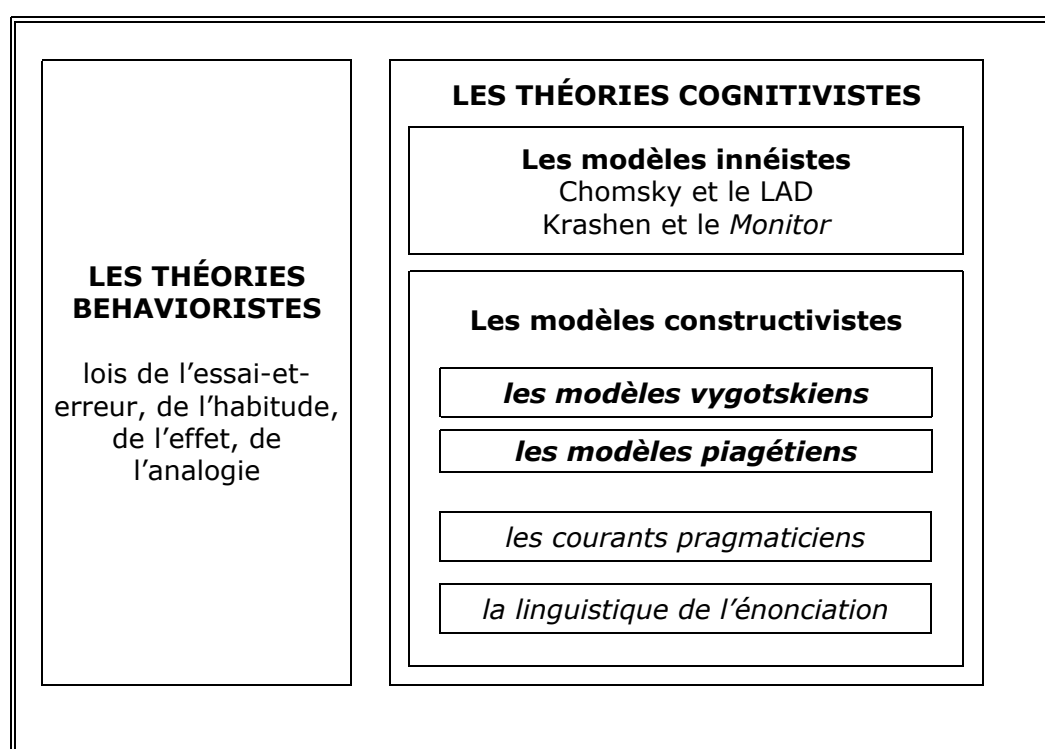 LES THÉORIES
BEHAVIORISTES
lois de l’essai-et-
erreur, de l’habitude,
de l’effet, de
l’analogie
LES THÉORIES COGNITIVISTES
Les modèles innéistes
Chomsky et le LAD
Krashen et le Monitor
Les modèles constructivistes
les modèles vygotskiens
les modèles piagétiens
les courants pragmaticiens
la linguistique de l’énonciation